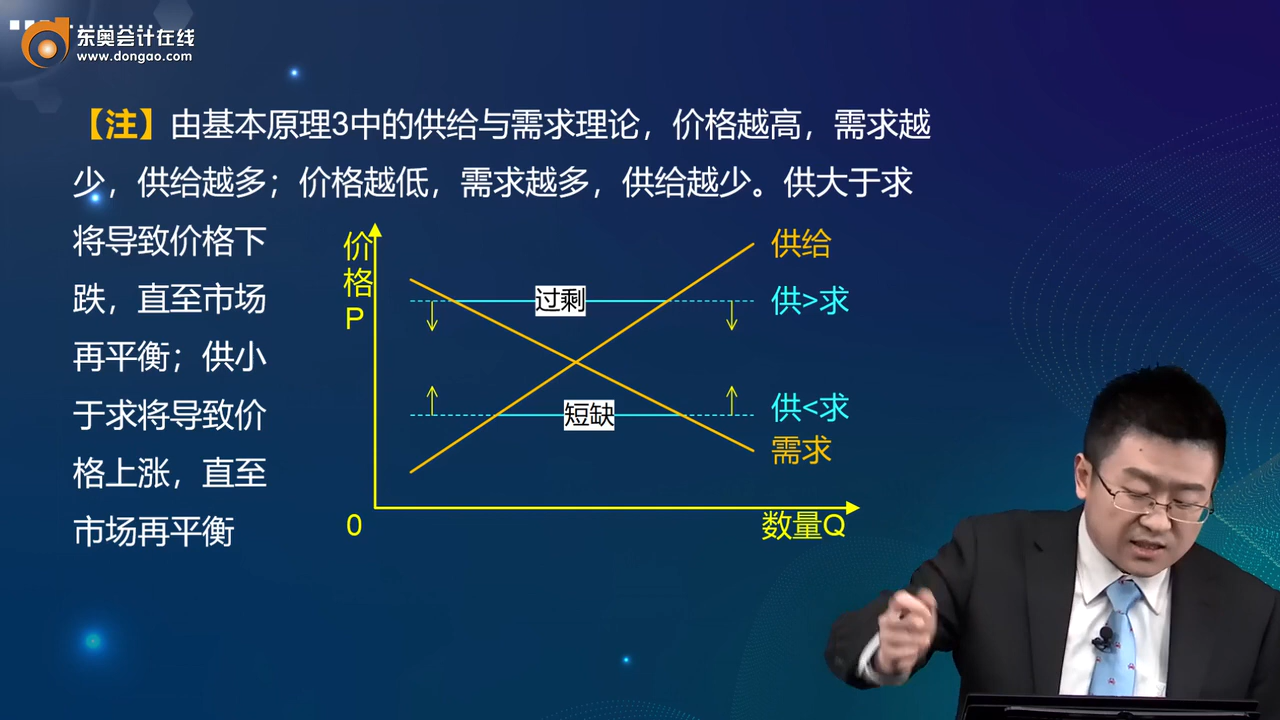 东奥会计在线
www.dongao.com
【注】由基本原理3中的供给与需求理论，价格越高，需求越
少，供给越多；价格越低，需求越多，供给越少。供大于求
将导致价格下
跌，直至市场
再平衡；供小
于求将导致价
格上涨，直至
市场再平衡
价
格
P
供给
过剩
供>求
供<求
短缺
需求
0
数量Q